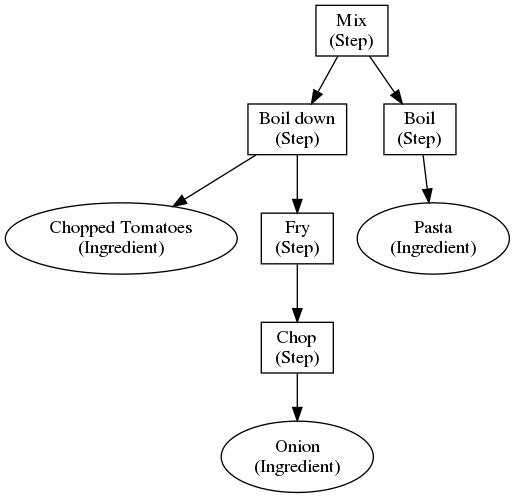 Mix
(Step)
Boil down
(Step)
Boil
(Step)
Chopped Tomatoes
(Ingredient)
Fry
(Step)
Pasta
(Ingredient)
Chop
(Step)
Onion
(Ingredient)